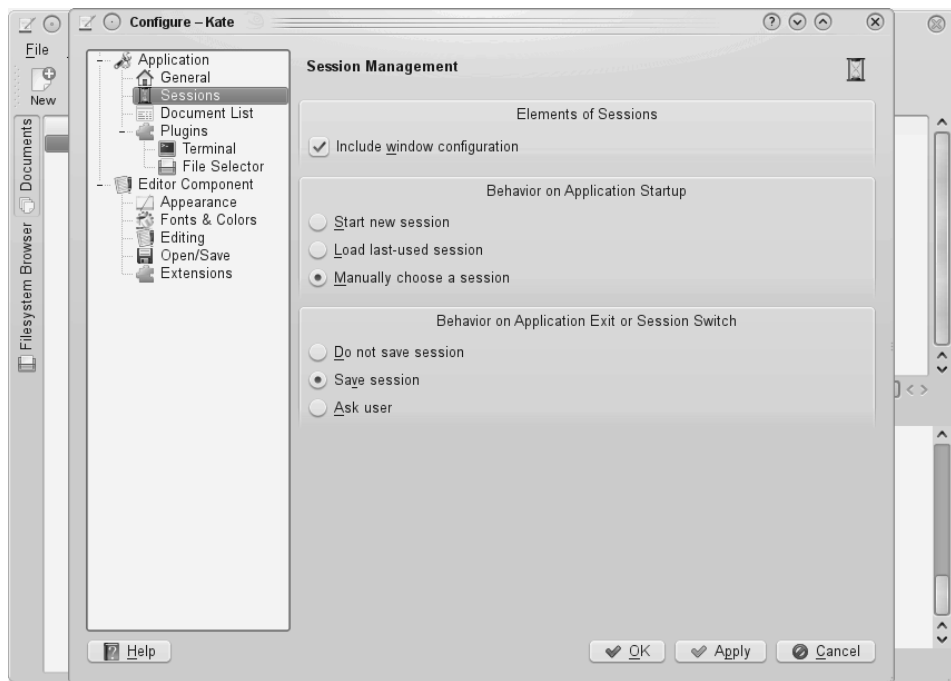 Configure – Kate
File
New
Documents
Filesystem Browser
Application
General
Sessions
Document List
Plugins
Terminal
File Selector
Editor Component
Appearance
Fonts & Colors
Editing
Open/Save
Extensions
Session Management
Elements of Sessions
Include window configuration
Behavior on Application Startup
Start new session
Load last-used session
Manually choose a session
Behavior on Application Exit or Session Switch
Do not save session
Save session
Ask user
Help
OK
Apply
Cancel